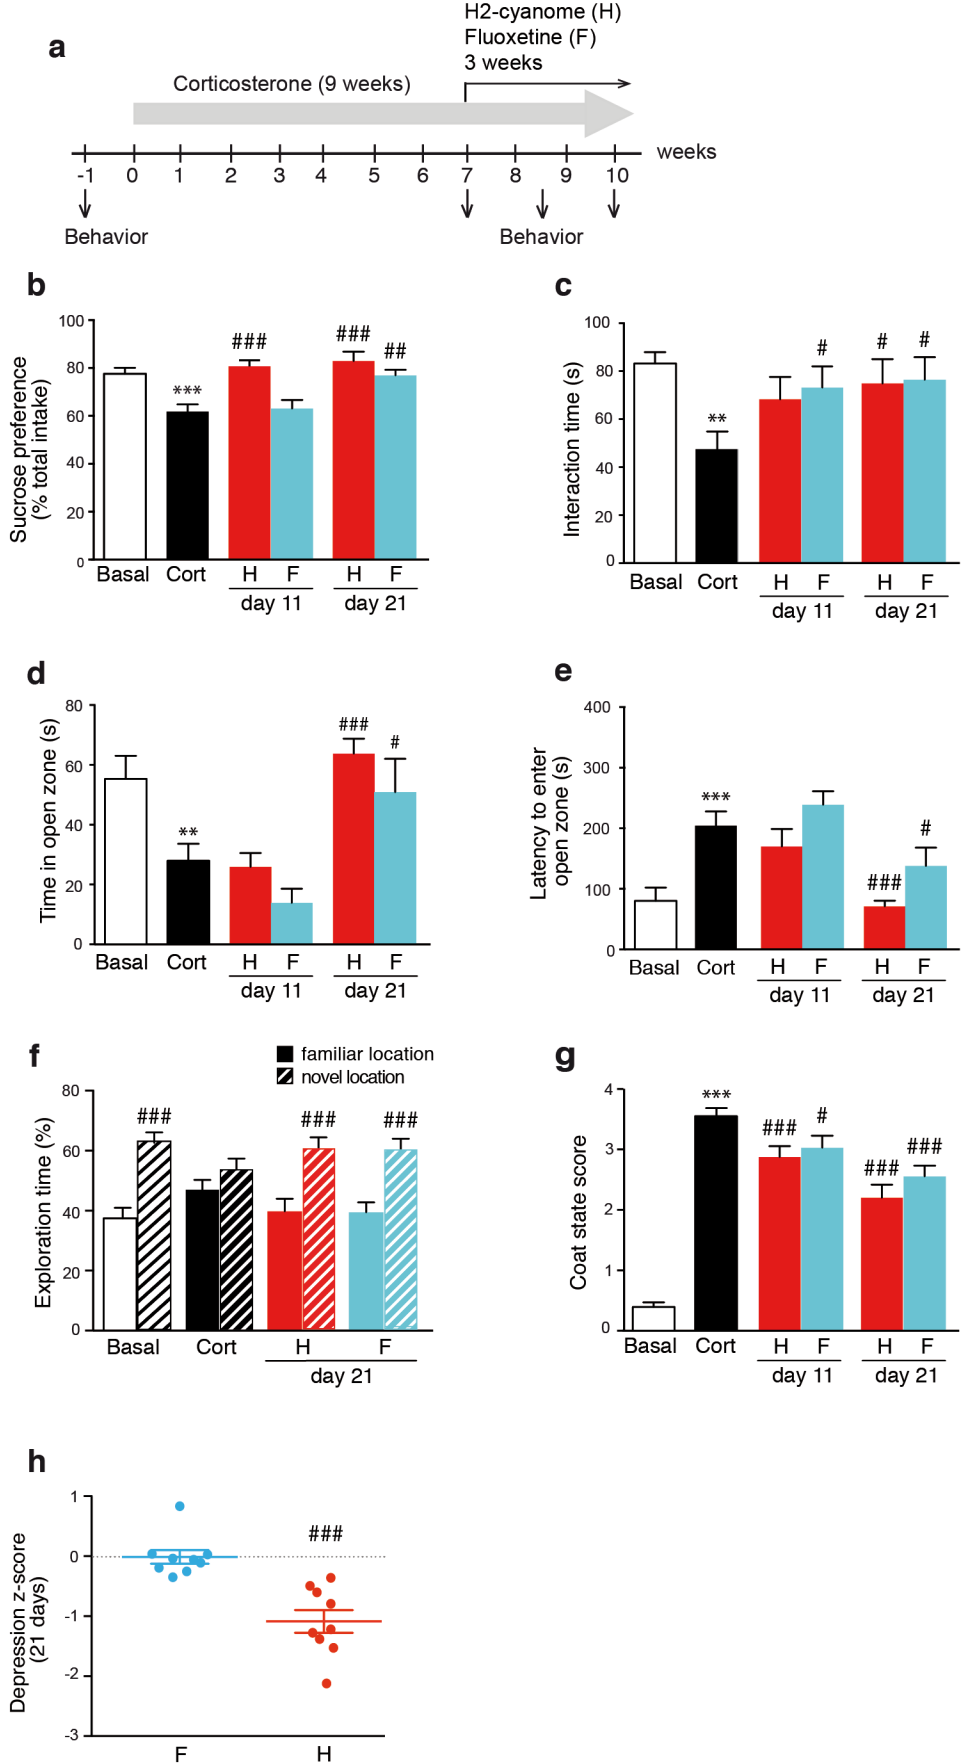 a
H2-cyanome (H)
Fluoxetine (F)
3 weeks
Corticosterone (9 weeks)
weeks
-1 0 1 2 3 4 5 6 7 8 9 10
Behavior Behavior
b
Sucrose preference
(% total intake)
100
80
60
40
20
0
***
###
###
##
Basal Cort H F H F
day 11 day 21
c
Interaction time (s)
100
80
60
40
20
0
**
#
#
#
Basal Cort H F H F
day 11 day 21
d
Time in open zone (s)
80
60
40
20
0
**
###
#
Basal Cort H F H F
day 11 day 21
e
Latency to enter
open zone (s)
400
300
200
100
0
***
###
#
Basal Cort H F H F
day 11 day 21
f
familiar location
novel location
Exploration time (%)
80
60
40
20
0
###
###
###
Basal Cort H F
day 21
g
Coat state score
4
3
2
1
0
***
###
#
###
###
Basal Cort H F H F
day 11 day 21
h
Depression z-score
(21 days)
1
0
-1
-2
-3
###
F H